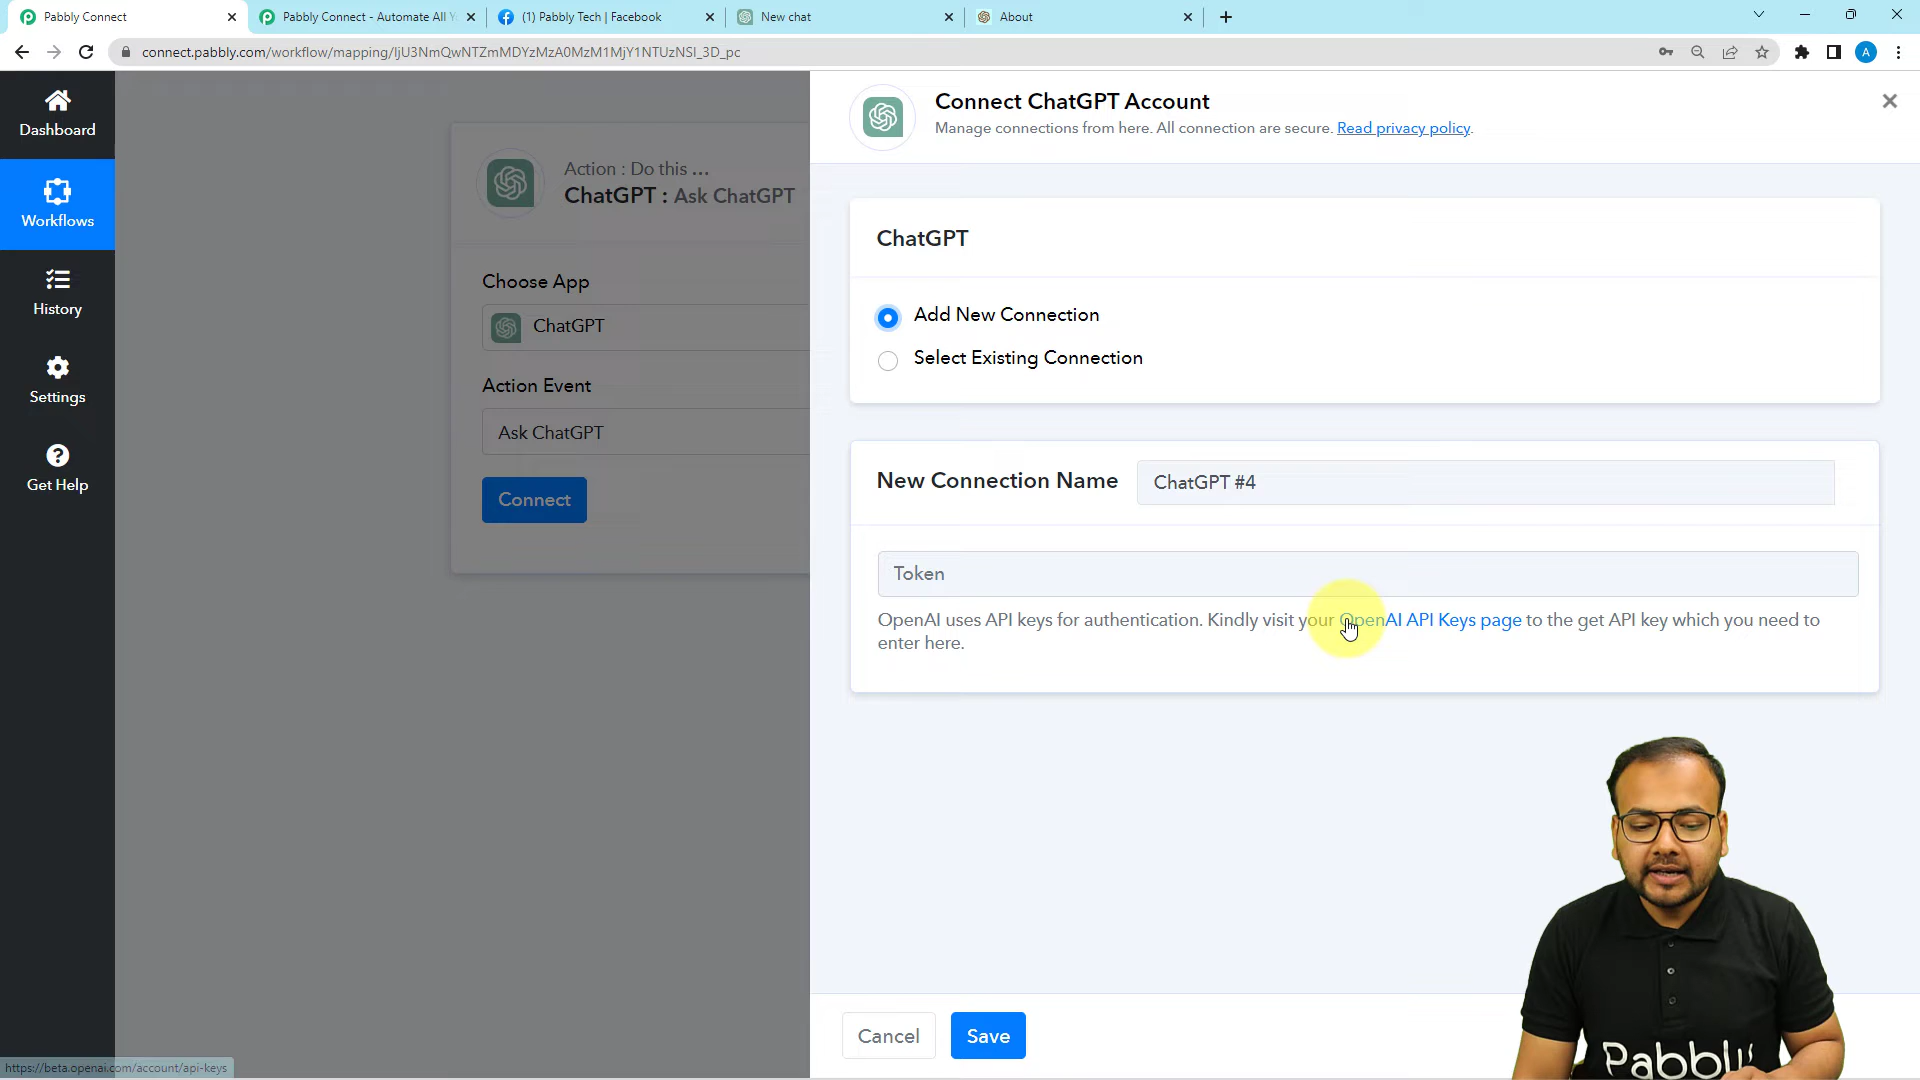 Pabbly Connect
Pabbly Connect - Automate All Y
(1) Pabbly Tech | Facebook
New chat
About
connect.pabbly.com/workflow/mapping/IjU3NmQwNTZmMDYzMzA0MzM1MjY1NTUzNSI_3D_pc
A
Dashboard
Workflows
History
Settings
Get Help
Action : Do this ...
ChatGPT : Ask ChatGPT
Choose App
ChatGPT
Action Event
Ask ChatGPT
Connect
Connect ChatGPT Account
Manage connections from here. All connection are secure. Read privacy policy.
ChatGPT
Add New Connection
Select Existing Connection
New Connection Name
ChatGPT #4
Token
OpenAI uses API keys for authentication. Kindly visit your OpenAI API Keys page to the get API key which you need to
enter here.
Cancel
Save
Pabbly
https://beta.openai.com/account/api-keys